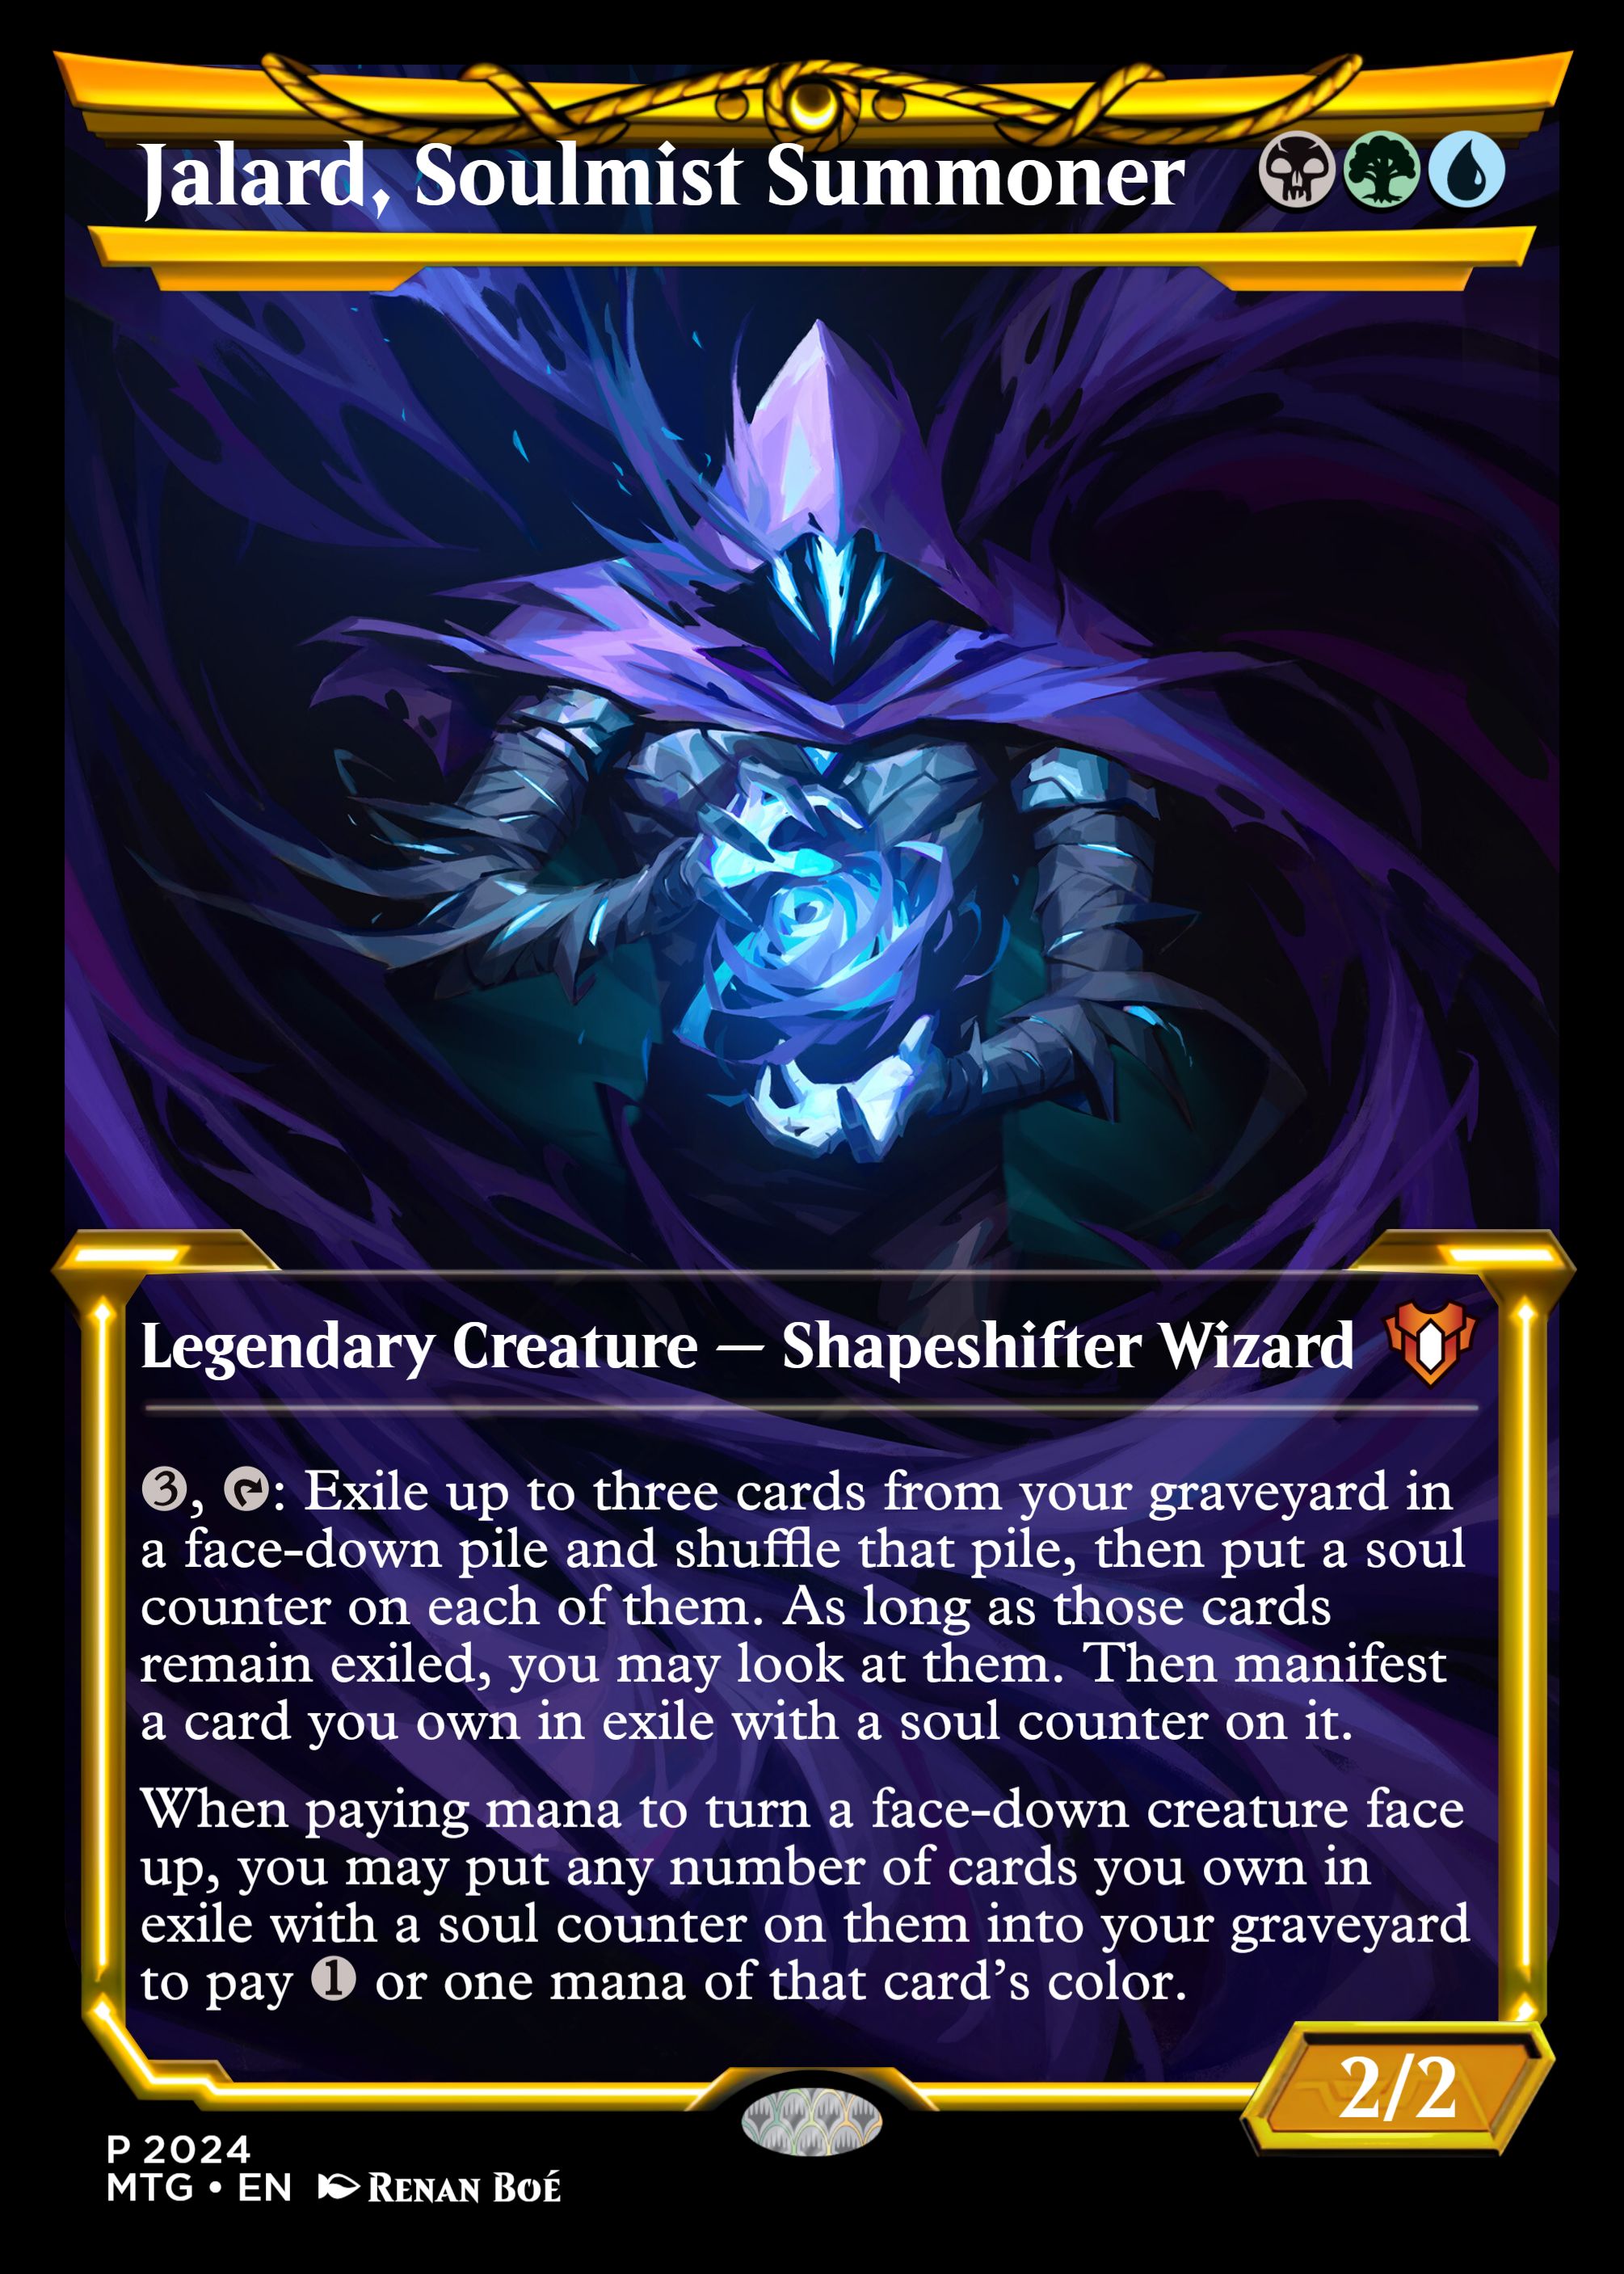 Jalard, Soulmist Summoner
Legendary Creature — Shapeshifter Wizard
3, : Exile up to three cards from your graveyard in
a face-down pile and shuffle that pile, then put a soul
counter on each of them. As long as those cards
remain exiled, you may look at them. Then manifest
a card you own in exile with a soul counter on it.
When paying mana to turn a face-down creature face
up, you may put any number of cards you own in
exile with a soul counter on them into your graveyard
to pay 1 or one mana of that card’s color.
2/2
P 2024
MTG • EN Renan Boé